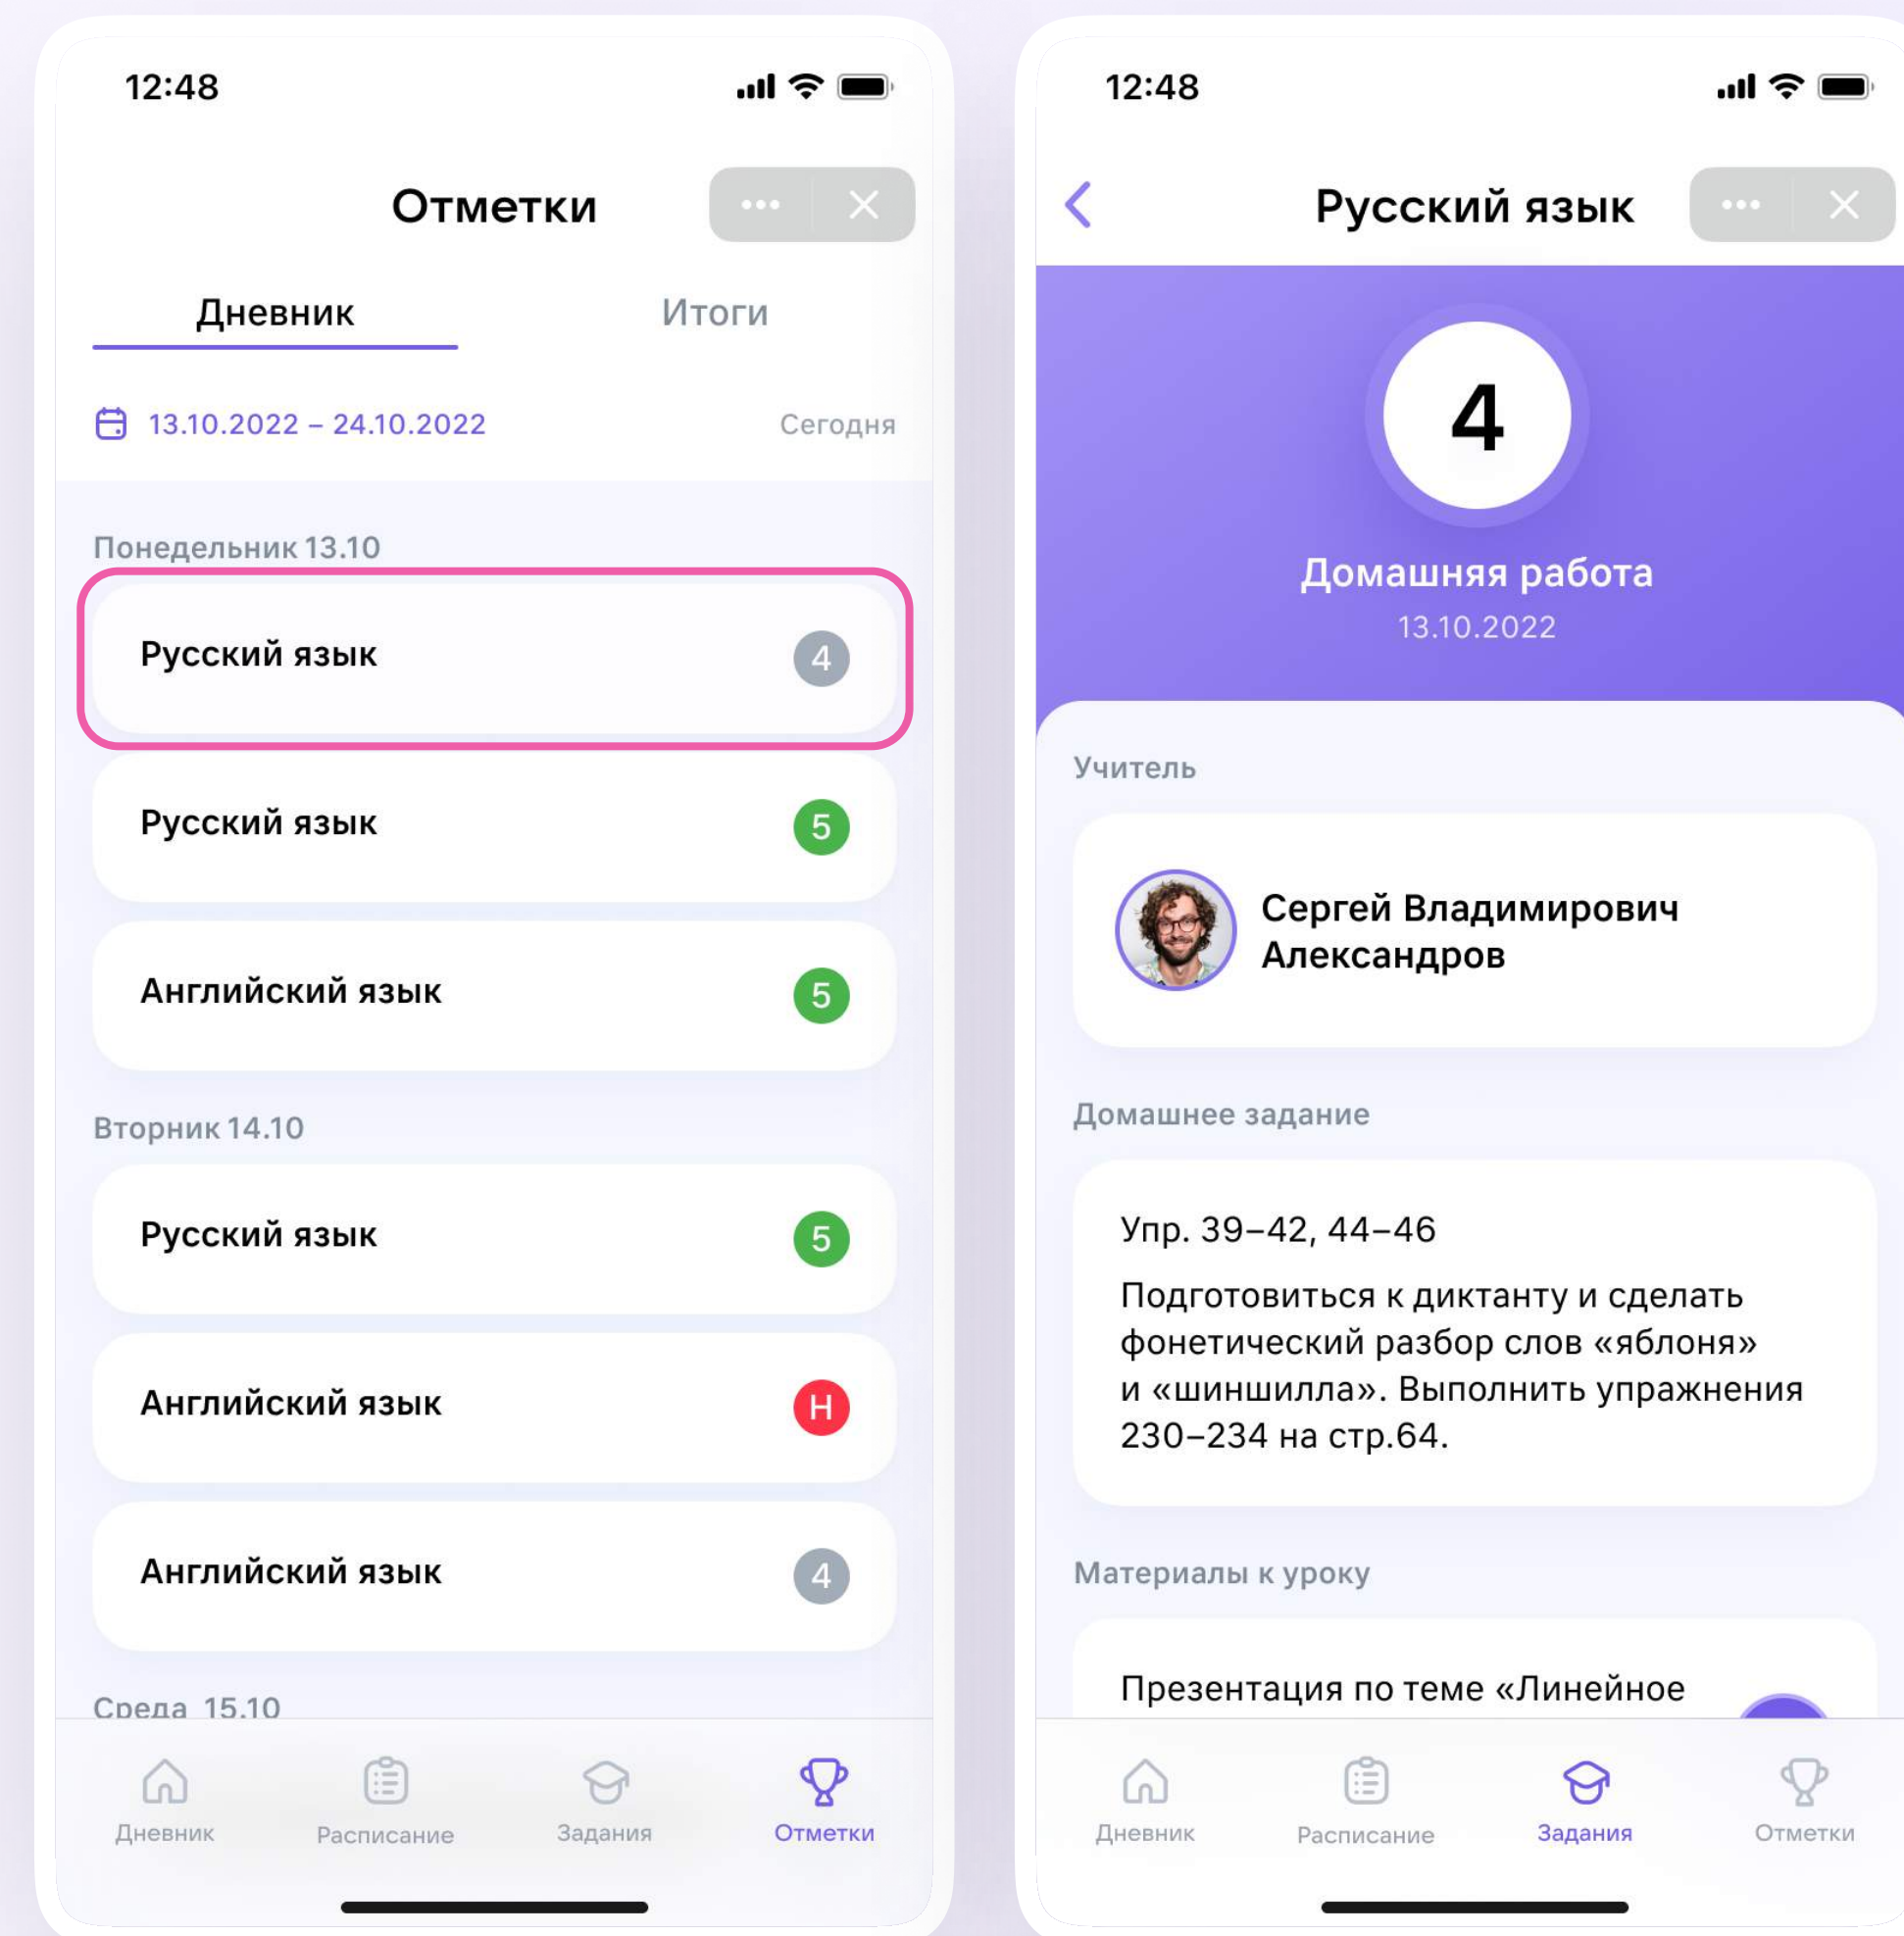 12:48
Отметки
Дневник
Итоги
13.10.2022 – 24.10.2022
Сегодня
Понедельник 13.10
Русский язык
4
Русский язык
5
Английский язык
5
Вторник 14.10
Русский язык
5
Английский язык
Н
Английский язык
4
Среда 15.10
Дневник
Расписание
Задания
Отметки
12:48
Русский язык
4
Домашняя работа
13.10.2022
Учитель
Сергей Владимирович
Александров
Домашнее задание
Упр. 39–42, 44–46
Подготовиться к диктанту и сделать
фонетический разбор слов «яблоня»
и «шиншилла». Выполнить упражнения
230–234 на стр.64.
Материалы к уроку
Презентация по теме «Линейное
Дневник
Расписание
Задания
Отметки